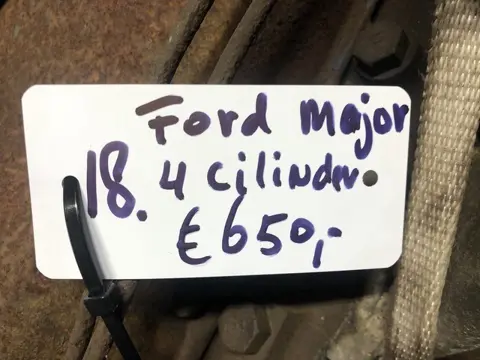 Ford Major
18. 4 cilinder
€650,-